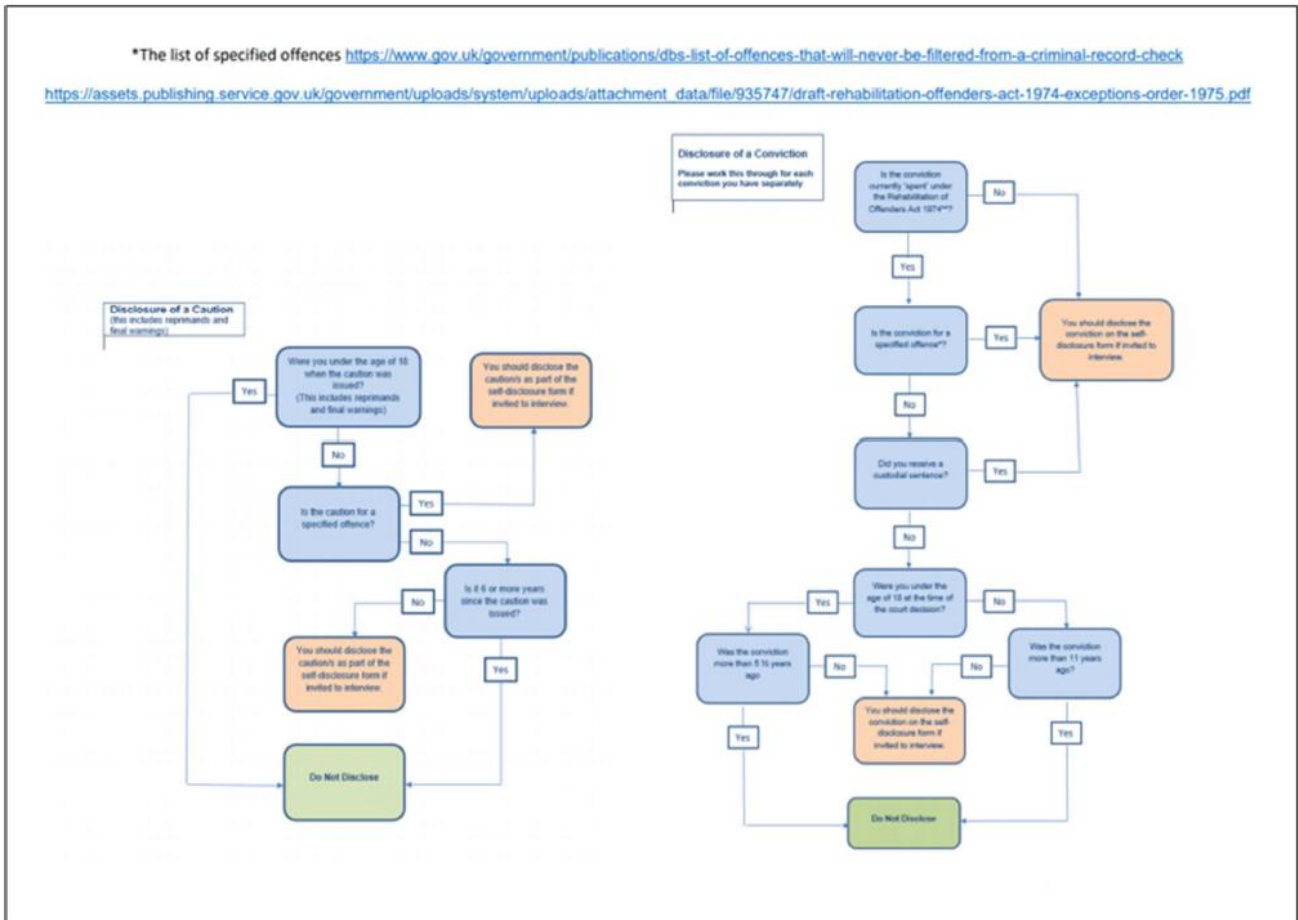 *The list of specified offences https://www.gov.uk/government/publications/dbs-list-of-offences-that-will-never-be-filtered-from-a-criminal-record-check
https://assets.publishing.service.gov.uk/government/uploads/system/uploads/attachment_data/file/935747/draft-rehabilitation-offenders-act-1974-exceptions-order-1975.pdf
Disclosure of a Caution
(this includes reprimands and
final warnings)
Were you under the age of 18
when the caution was
issued?
(This includes reprimands
and final warnings)
Yes
No
You should disclose the
caution/s as part of the
self-disclosure form if
invited to interview.
Is the caution for a
specified offence?
Yes
No
Is it 6 or more years
since the caution was
issued?
No
Yes
You should disclose the
caution/s as part of the
self-disclosure form if
invited to interview.
Do Not Disclose
Disclosure of a Conviction
Please work this through for each
conviction you have separately
Is the conviction
currently 'spent' under
the Rehabilitation of
Offenders Act 1974**?
No
Yes
Is the conviction for a
specified offence*?
Yes
You should disclose the
conviction on the self-
disclosure form if invited to
interview.
No
Did you receive a
custodial sentence?
Yes
No
Were you under the
age of 18 at the time of
the court decision?
Yes
No
Was the conviction
more than 5 ½ years
ago
No
Yes
Was the conviction
more than 11 years
ago?
No
Yes
You should disclose the
conviction on the self-
disclosure form if
invited to interview.
Do Not Disclose